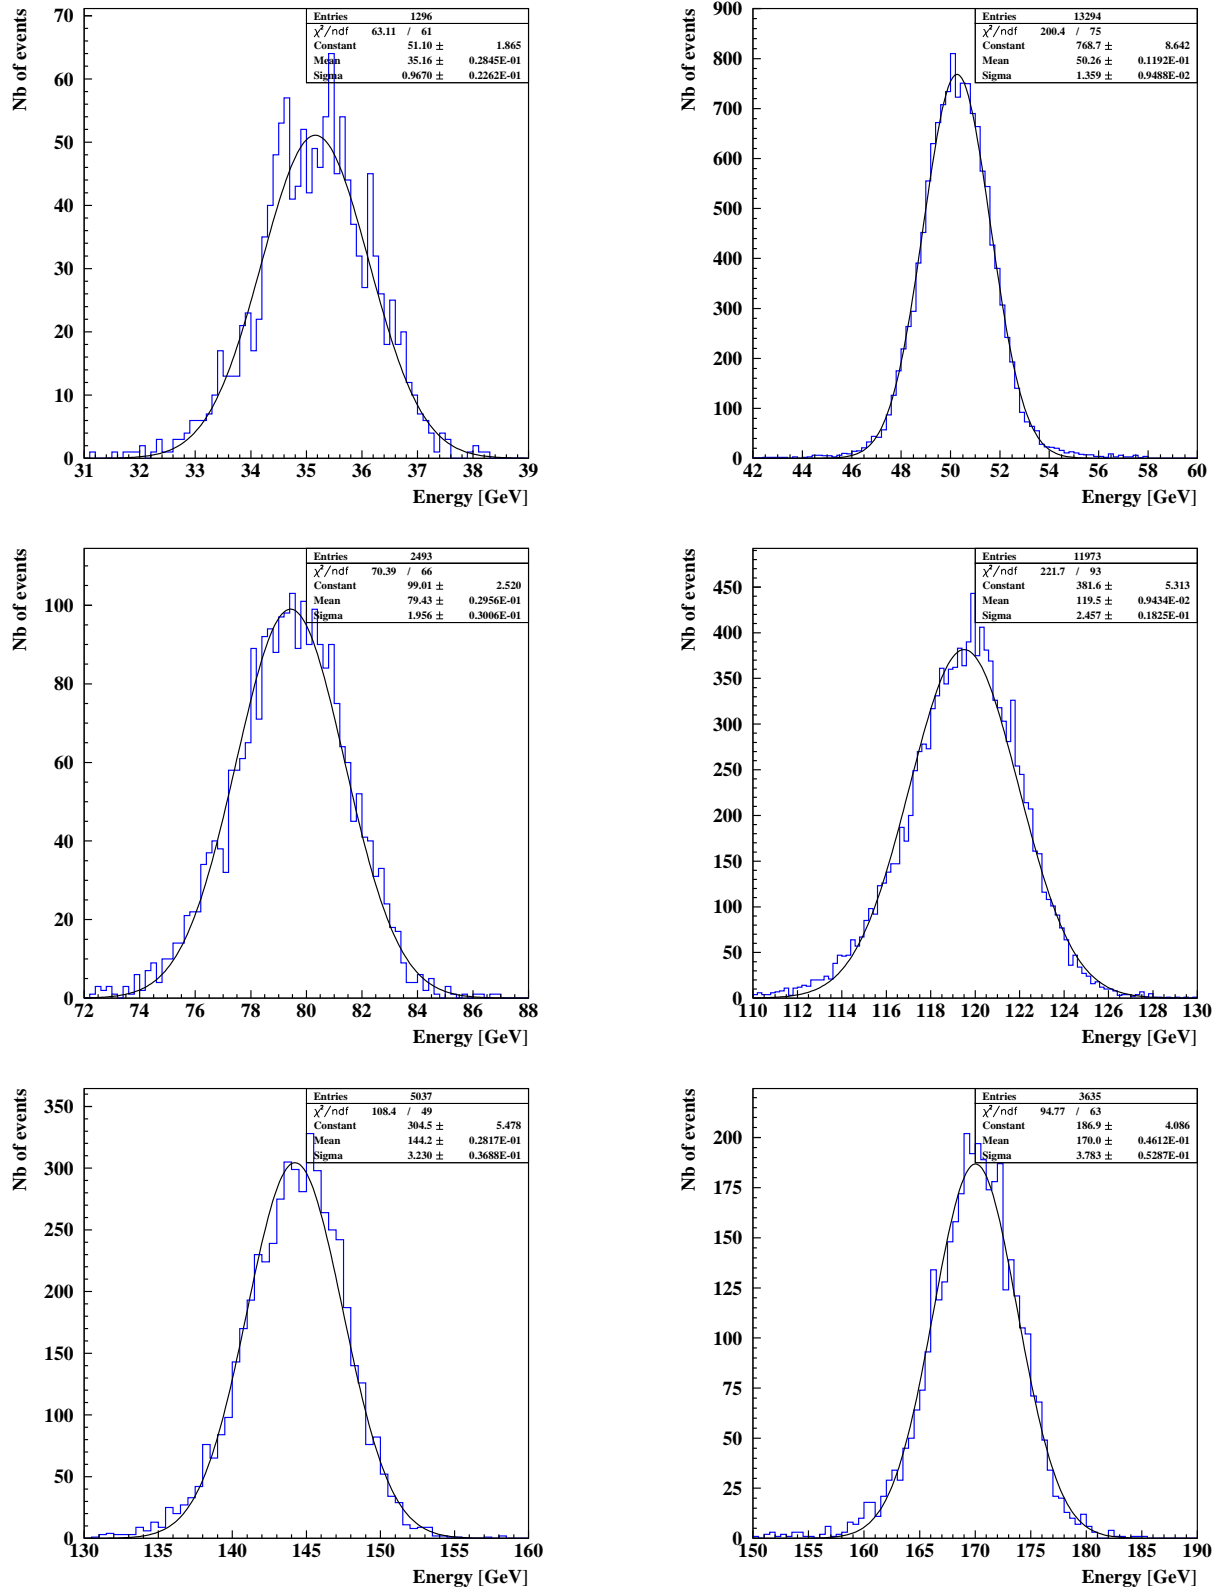 Nb of events
Entries 1296
χ²/ndf 63.11 / 61
Constant 51.10 ± 1.865
Mean 35.16 ± 0.2845E-01
Sigma 0.9670 ± 0.2262E-01
70
60
50
40
30
20
10
0
31 32 33 34 35 36 37 38 39
Energy [GeV]
Nb of events
Entries 13294
χ²/ndf 200.4 / 75
Constant 768.7 ± 8.642
Mean 50.26 ± 0.1192E-01
Sigma 1.359 ± 0.9488E-02
900
800
700
600
500
400
300
200
100
0
42 44 46 48 50 52 54 56 58 60
Energy [GeV]
Nb of events
Entries 2493
χ²/ndf 70.39 / 66
Constant 99.01 ± 2.520
Mean 79.43 ± 0.2956E-01
Sigma 1.956 ± 0.3006E-01
100
80
60
40
20
0
72 74 76 78 80 82 84 86 88
Energy [GeV]
Nb of events
Entries 11973
χ²/ndf 221.7 / 93
Constant 381.6 ± 5.313
Mean 119.5 ± 0.9434E-02
Sigma 2.457 ± 0.1825E-01
450
400
350
300
250
200
150
100
50
0
110 112 114 116 118 120 122 124 126 128 130
Energy [GeV]
Nb of events
Entries 5037
χ²/ndf 108.4 / 49
Constant 304.5 ± 5.478
Mean 144.2 ± 0.2817E-01
Sigma 3.230 ± 0.3688E-01
350
300
250
200
150
100
50
0
130 135 140 145 150 155 160
Energy [GeV]
Nb of events
Entries 3635
χ²/ndf 94.77 / 63
Constant 186.9 ± 4.086
Mean 170.0 ± 0.4612E-01
Sigma 3.783 ± 0.5287E-01
200
175
150
125
100
75
50
25
0
150 155 160 165 170 175 180 185 190
Energy [GeV]